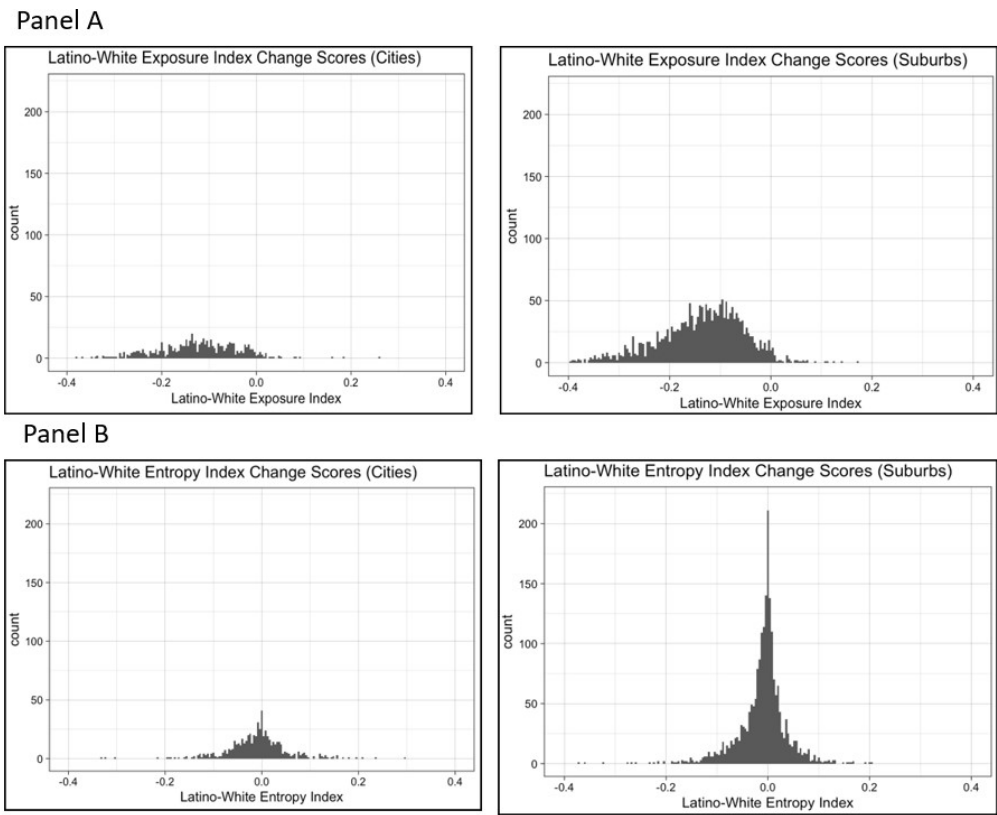 Panel A
Latino-White Exposure Index Change Scores (Cities)
200
150
100
50
0
count
-0.4
-0.2
0.0
0.2
0.4
Latino-White Exposure Index
Latino-White Exposure Index Change Scores (Suburbs)
200
150
100
50
0
count
-0.4
-0.2
0.0
0.2
0.4
Latino-White Exposure Index
Panel B
Latino-White Entropy Index Change Scores (Cities)
200
150
100
50
0
count
-0.4
-0.2
0.0
0.2
0.4
Latino-White Entropy Index
Latino-White Entropy Index Change Scores (Suburbs)
200
150
100
50
0
count
-0.4
-0.2
0.0
0.2
0.4
Latino-White Entropy Index